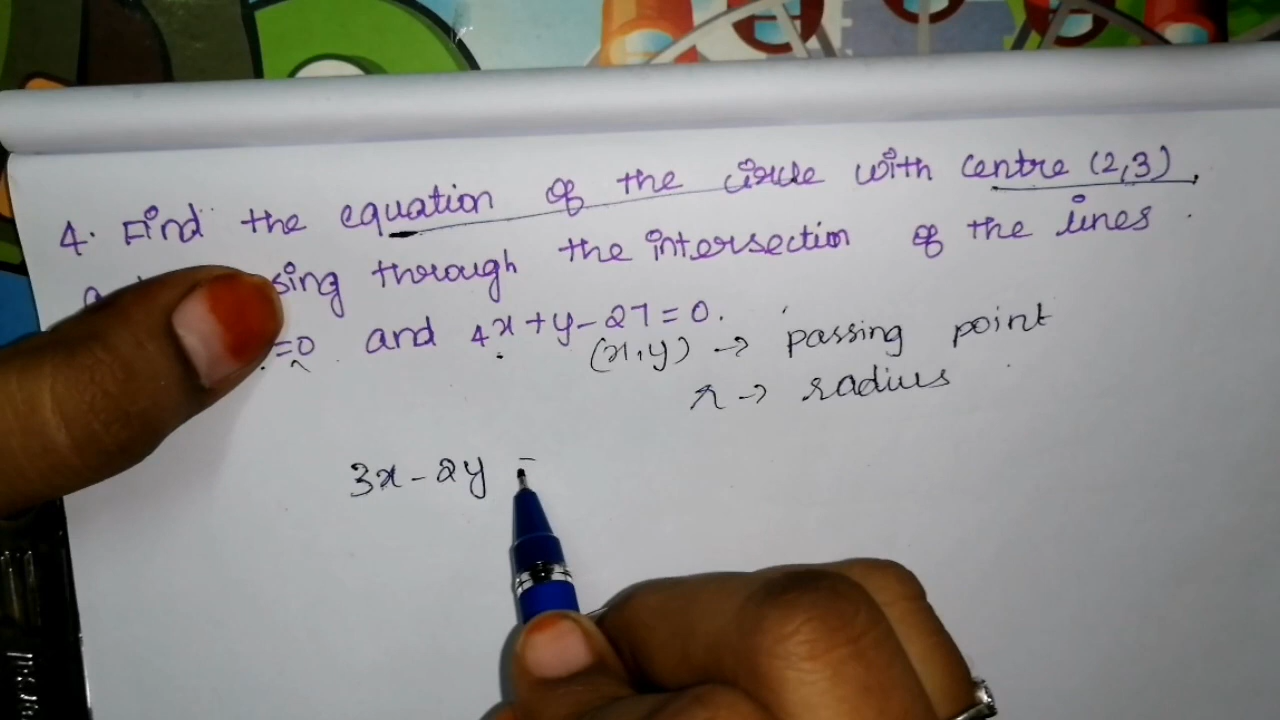 4. Find the equation of the circle with centre (2,3),
sing through the intersection of the lines
=0 and 4x+y-27=0.
(x,y) → passing point
r → radius
3x-2y